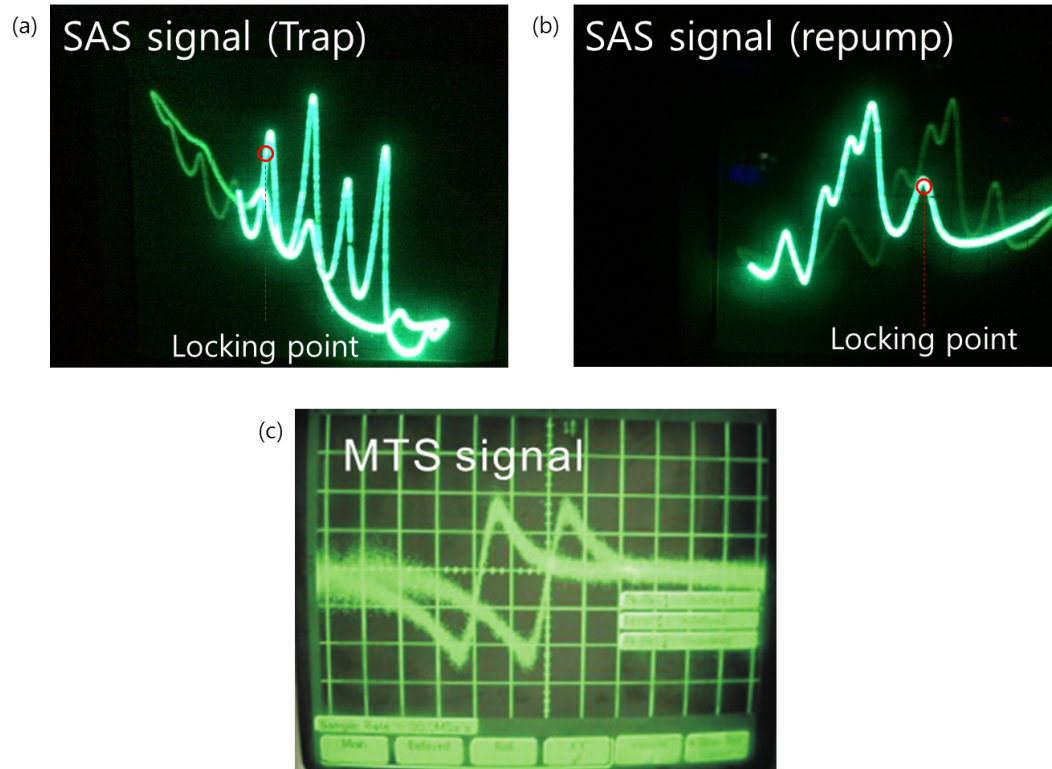 (a)
SAS signal (Trap)
Locking point
(b)
SAS signal (repump)
Locking point
(c)
MTS signal
Main
Delayed
Roll
XY